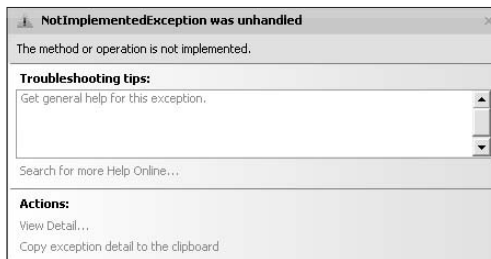 NotImplementedException was unhandled
The method or operation is not implemented.
Troubleshooting tips:
Get general help for this exception.
Search for more Help Online...
Actions:
View Detail...
Copy exception detail to the clipboard